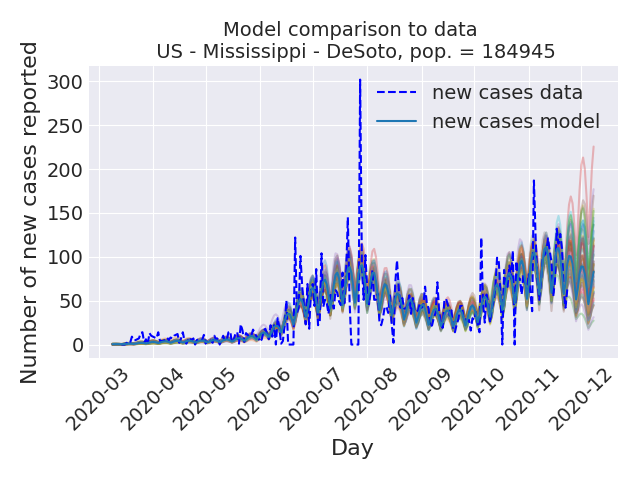 Model comparison to data
US - Mississippi - DeSoto, pop. = 184945
Number of new cases reported
300
250
200
150
100
50
0
new cases data
new cases model
2020-03
2020-04
2020-05
2020-06
2020-07
2020-08
2020-09
2020-10
2020-11
2020-12
Day